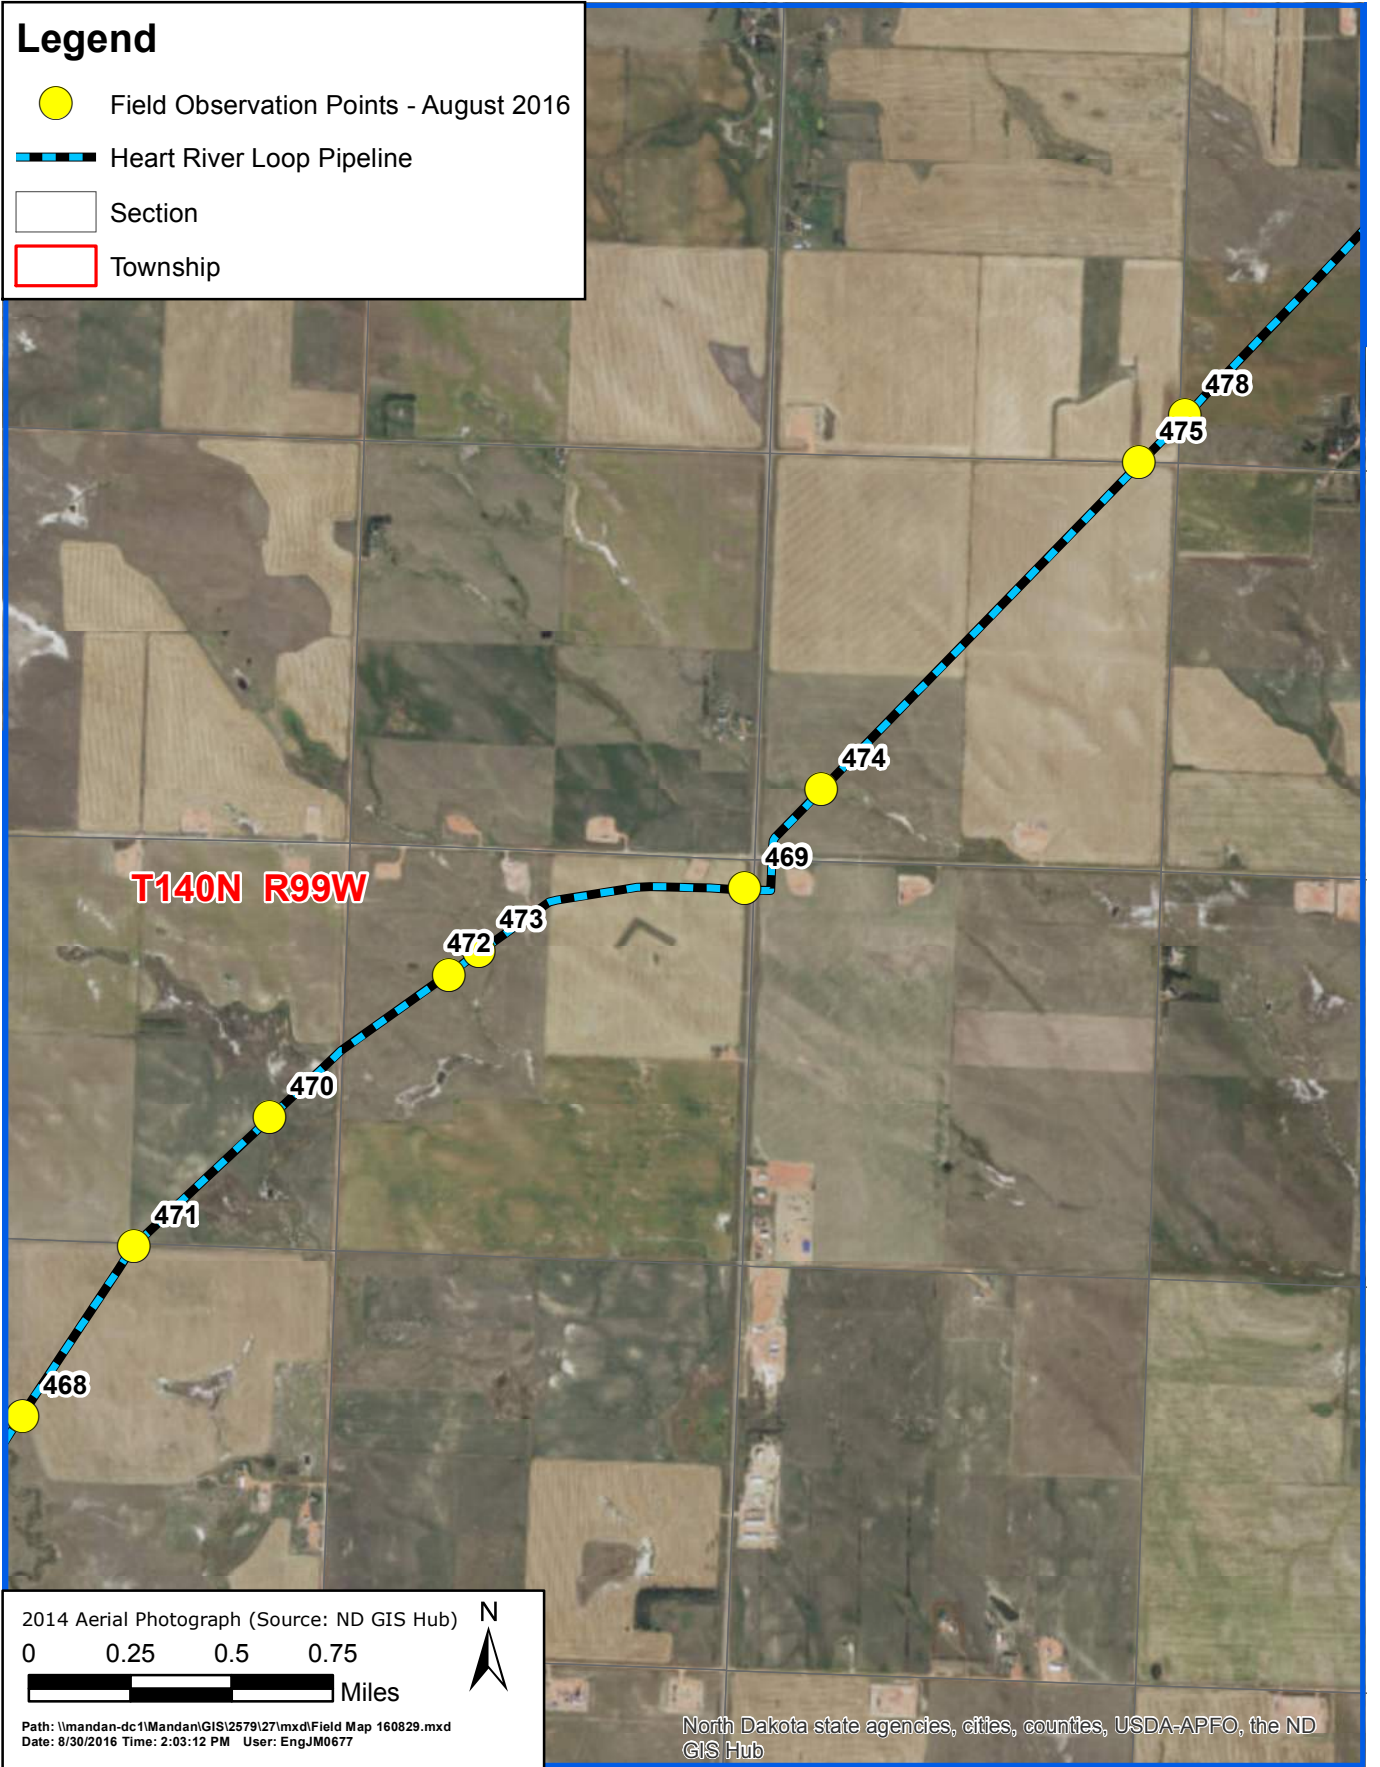 Legend
Field Observation Points - August 2016
Heart River Loop Pipeline
Section
Township
478
475
474
469
T140N R99W
473
472
470
471
468
2014 Aerial Photograph (Source: ND GIS Hub)
N
0 0.25 0.5 0.75
Miles
Path: \\mandan-dc1\Mandan\GIS\2579\27\mxd\Field Map 160829.mxd
Date: 8/30/2016 Time: 2:03:12 PM User: EngJM0677
North Dakota state agencies, cities, counties, USDA-APFO, the ND
GIS Hub